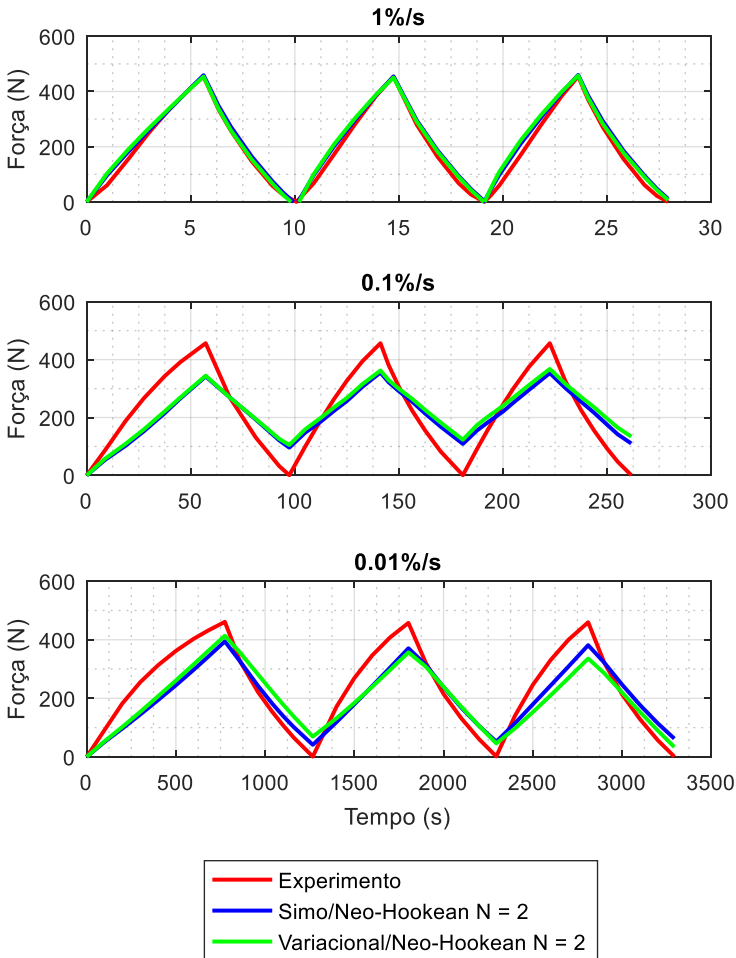 1%/s
600
400
200
0
Força (N)
0 5 10 15 20 25 30
0.1%/s
600
400
200
0
Força (N)
0 50 100 150 200 250 300
0.01%/s
600
400
200
0
Força (N)
0 500 1000 1500 2000 2500 3000 3500
Tempo (s)
Experimento
Simo/Neo-Hookean N = 2
Variacional/Neo-Hookean N = 2